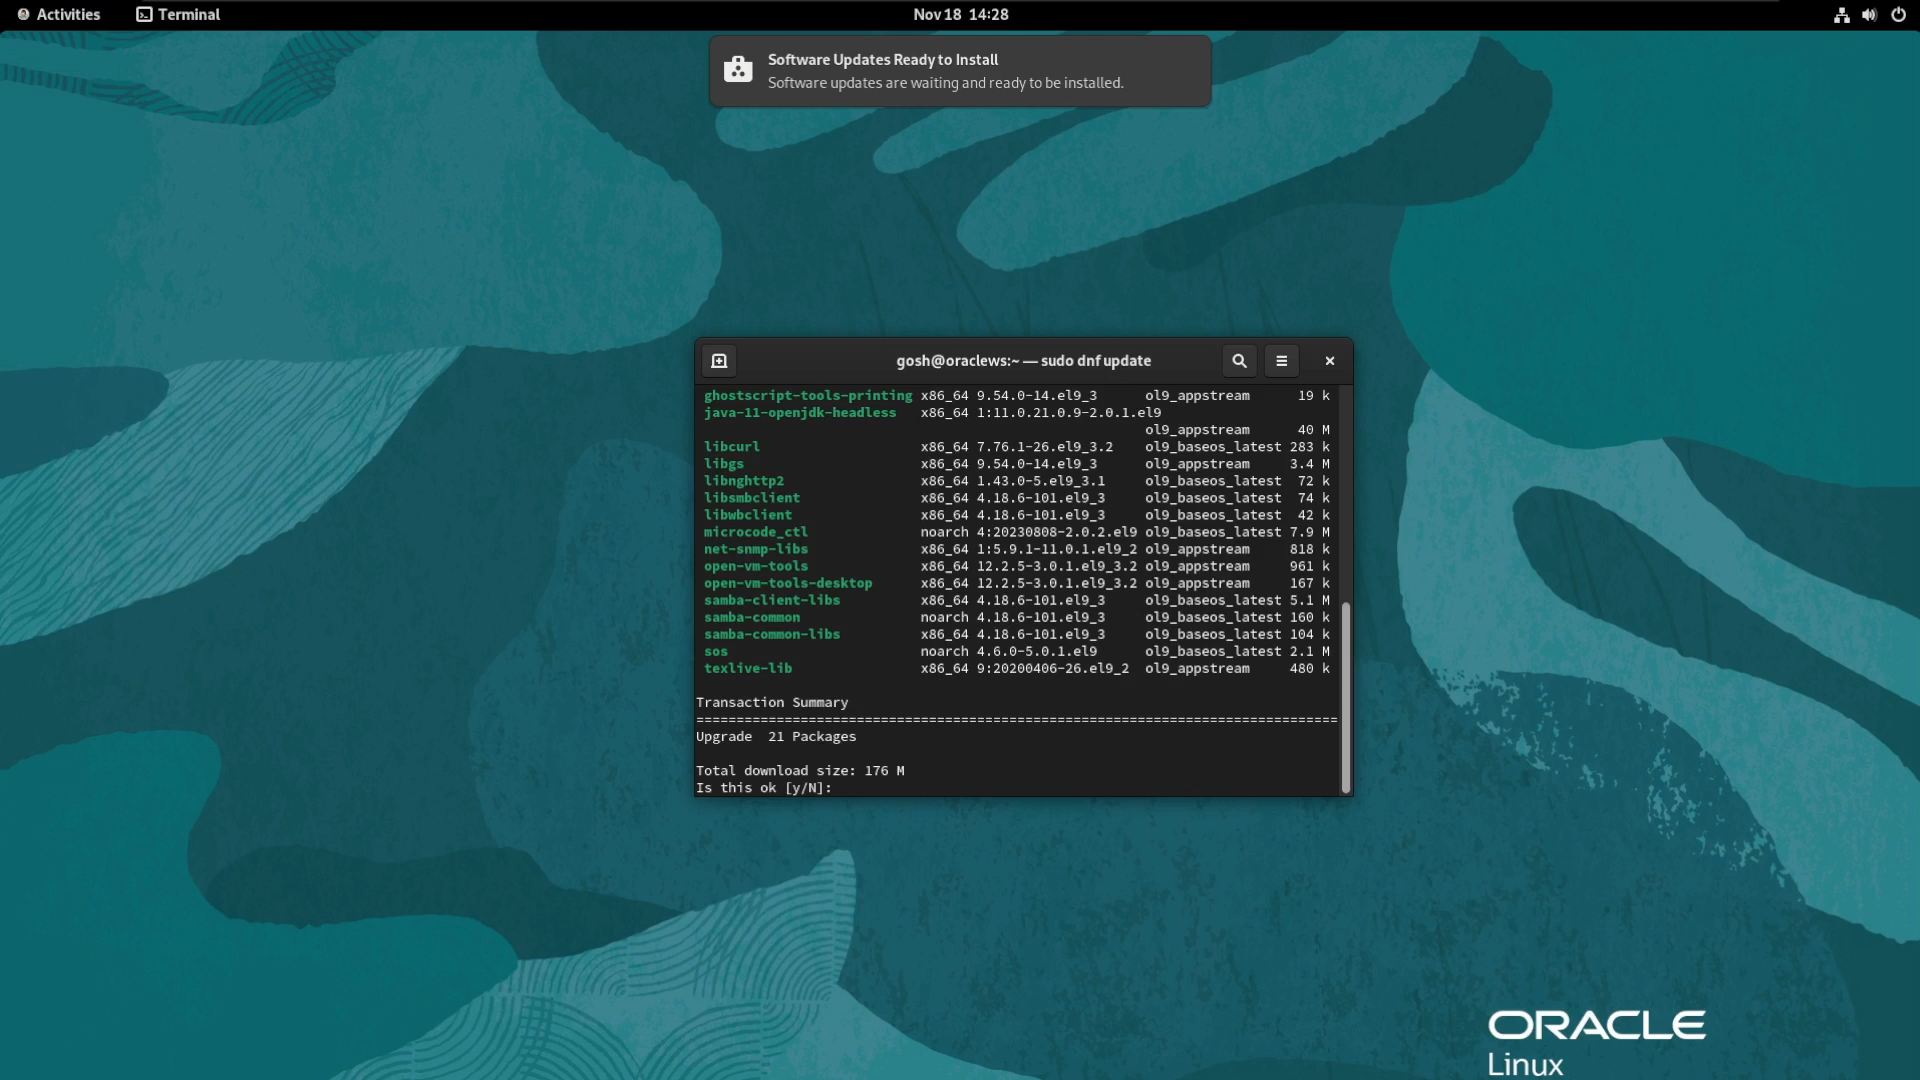 Activities Terminal Nov 18 14:28
Software Updates Ready to Install
Software updates are waiting and ready to be installed.
gosh@oraclews:~ — sudo dnf update
ghostscript-tools-printing x86_64 9.54.0-14.el9_3 ol9_appstream 19 k
java-11-openjdk-headless x86_64 1:11.0.21.0.9-2.0.1.el9
ol9_appstream 40 M
libcurl x86_64 7.76.1-26.el9_3.2 ol9_baseos_latest 283 k
libgs x86_64 9.54.0-14.el9_3 ol9_appstream 3.4 M
libnghttp2 x86_64 1.43.0-5.el9_3.1 ol9_baseos_latest 72 k
libsmbclient x86_64 4.18.6-101.el9_3 ol9_baseos_latest 74 k
libwbclient x86_64 4.18.6-101.el9_3 ol9_baseos_latest 42 k
microcode_ctl noarch 4:20230808-2.0.2.el9 ol9_baseos_latest 7.9 M
net-snmp-libs x86_64 1:5.9.1-11.0.1.el9_2 ol9_appstream 818 k
open-vm-tools x86_64 12.2.5-3.0.1.el9_3.2 ol9_appstream 961 k
open-vm-tools-desktop x86_64 12.2.5-3.0.1.el9_3.2 ol9_appstream 167 k
samba-client-libs x86_64 4.18.6-101.el9_3 ol9_baseos_latest 5.1 M
samba-common noarch 4.18.6-101.el9_3 ol9_baseos_latest 160 k
samba-common-libs x86_64 4.18.6-101.el9_3 ol9_baseos_latest 104 k
sos noarch 4.6.0-5.0.1.el9 ol9_baseos_latest 2.1 M
texlive-lib x86_64 9:20200406-26.el9_2 ol9_appstream 480 k
Transaction Summary
================================================================================
Upgrade 21 Packages
Total download size: 176 M
Is this ok [y/N]:
ORACLE
Linux